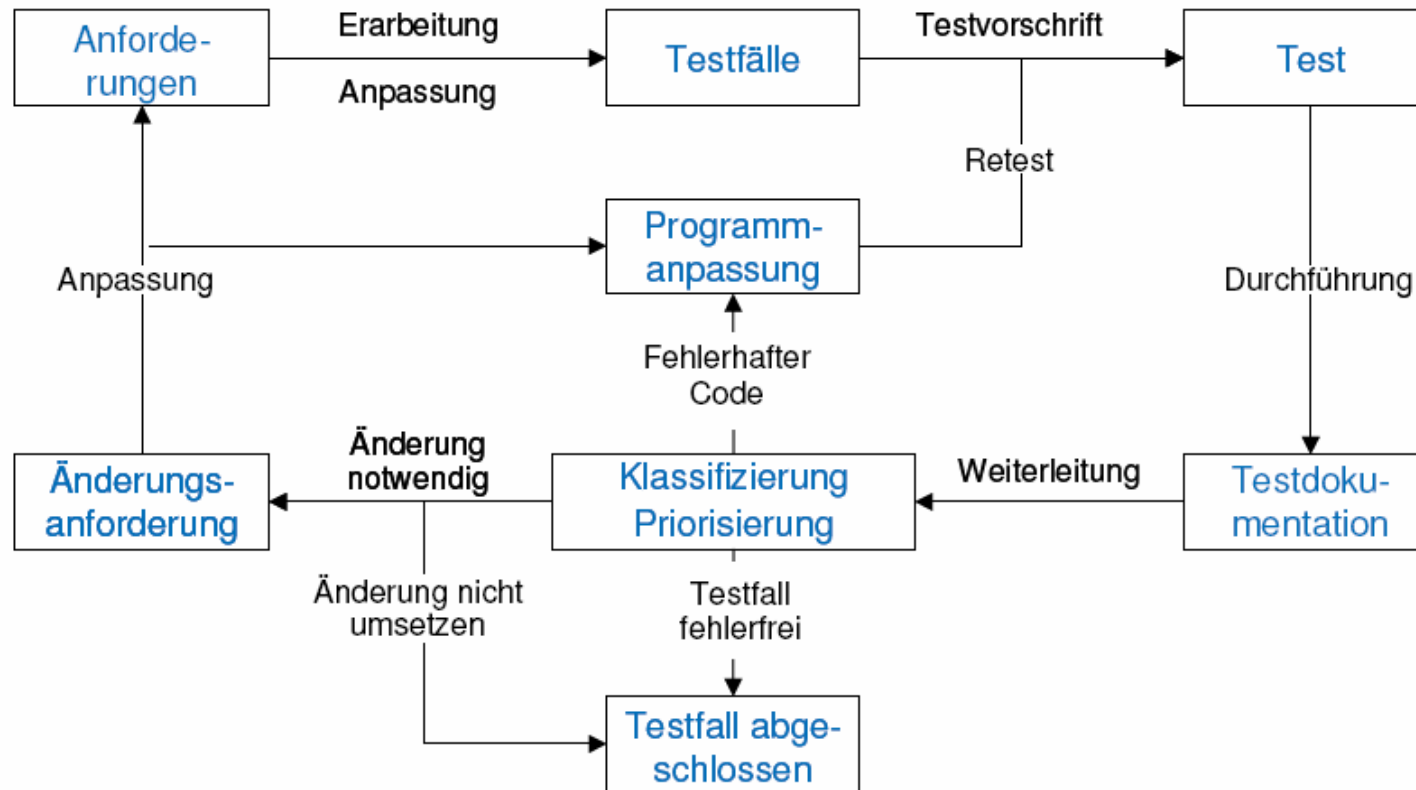 Anforde-
rungen
Erarbeitung
Anpassung
Testfälle
Testvorschrift
Test
Retest
Programm-
anpassung
Anpassung
Durchführung
Fehlerhafter
Code
Änderungs-
anforderung
Änderung
notwendig
Klassifizierung
Priorisierung
Weiterleitung
Testdoku-
mentation
Änderung nicht
umsetzen
Testfall
fehlerfrei
Testfall abge-
schlossen